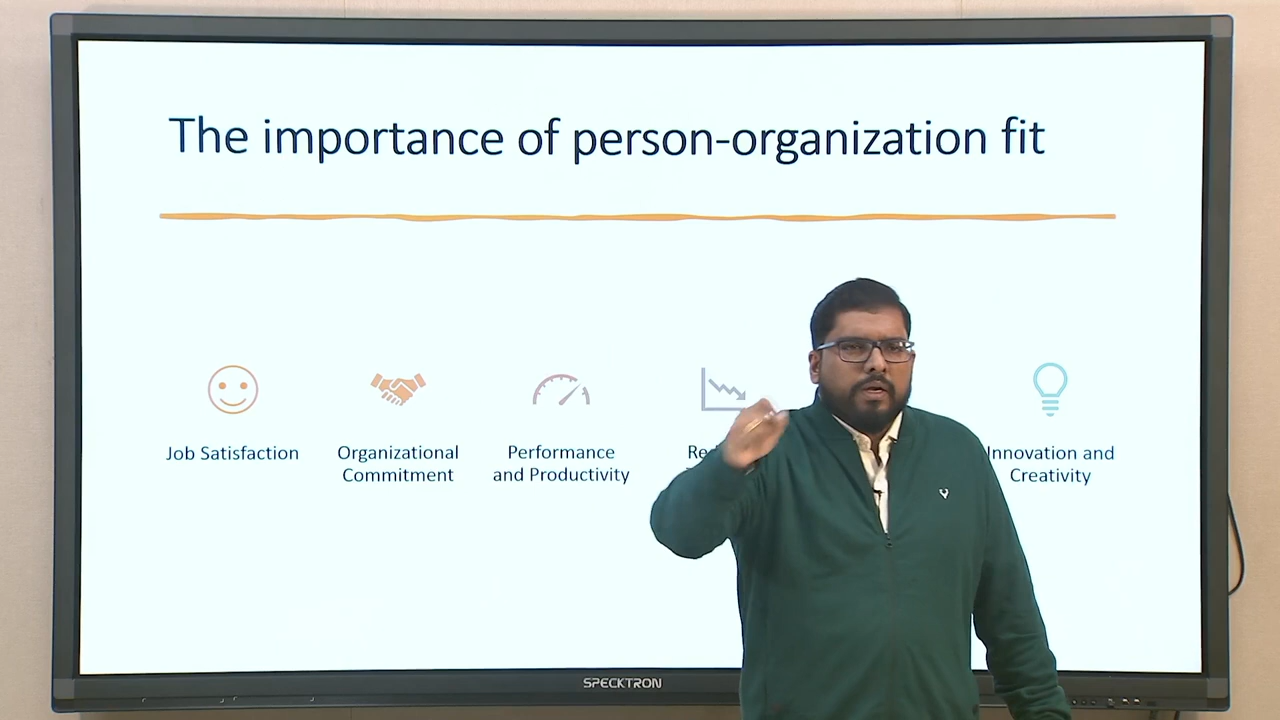 The importance of person-organization fit
Job Satisfaction
Organizational
Commitment
Performance
and Productivity
Innovation and
Creativity
SPECKTRON